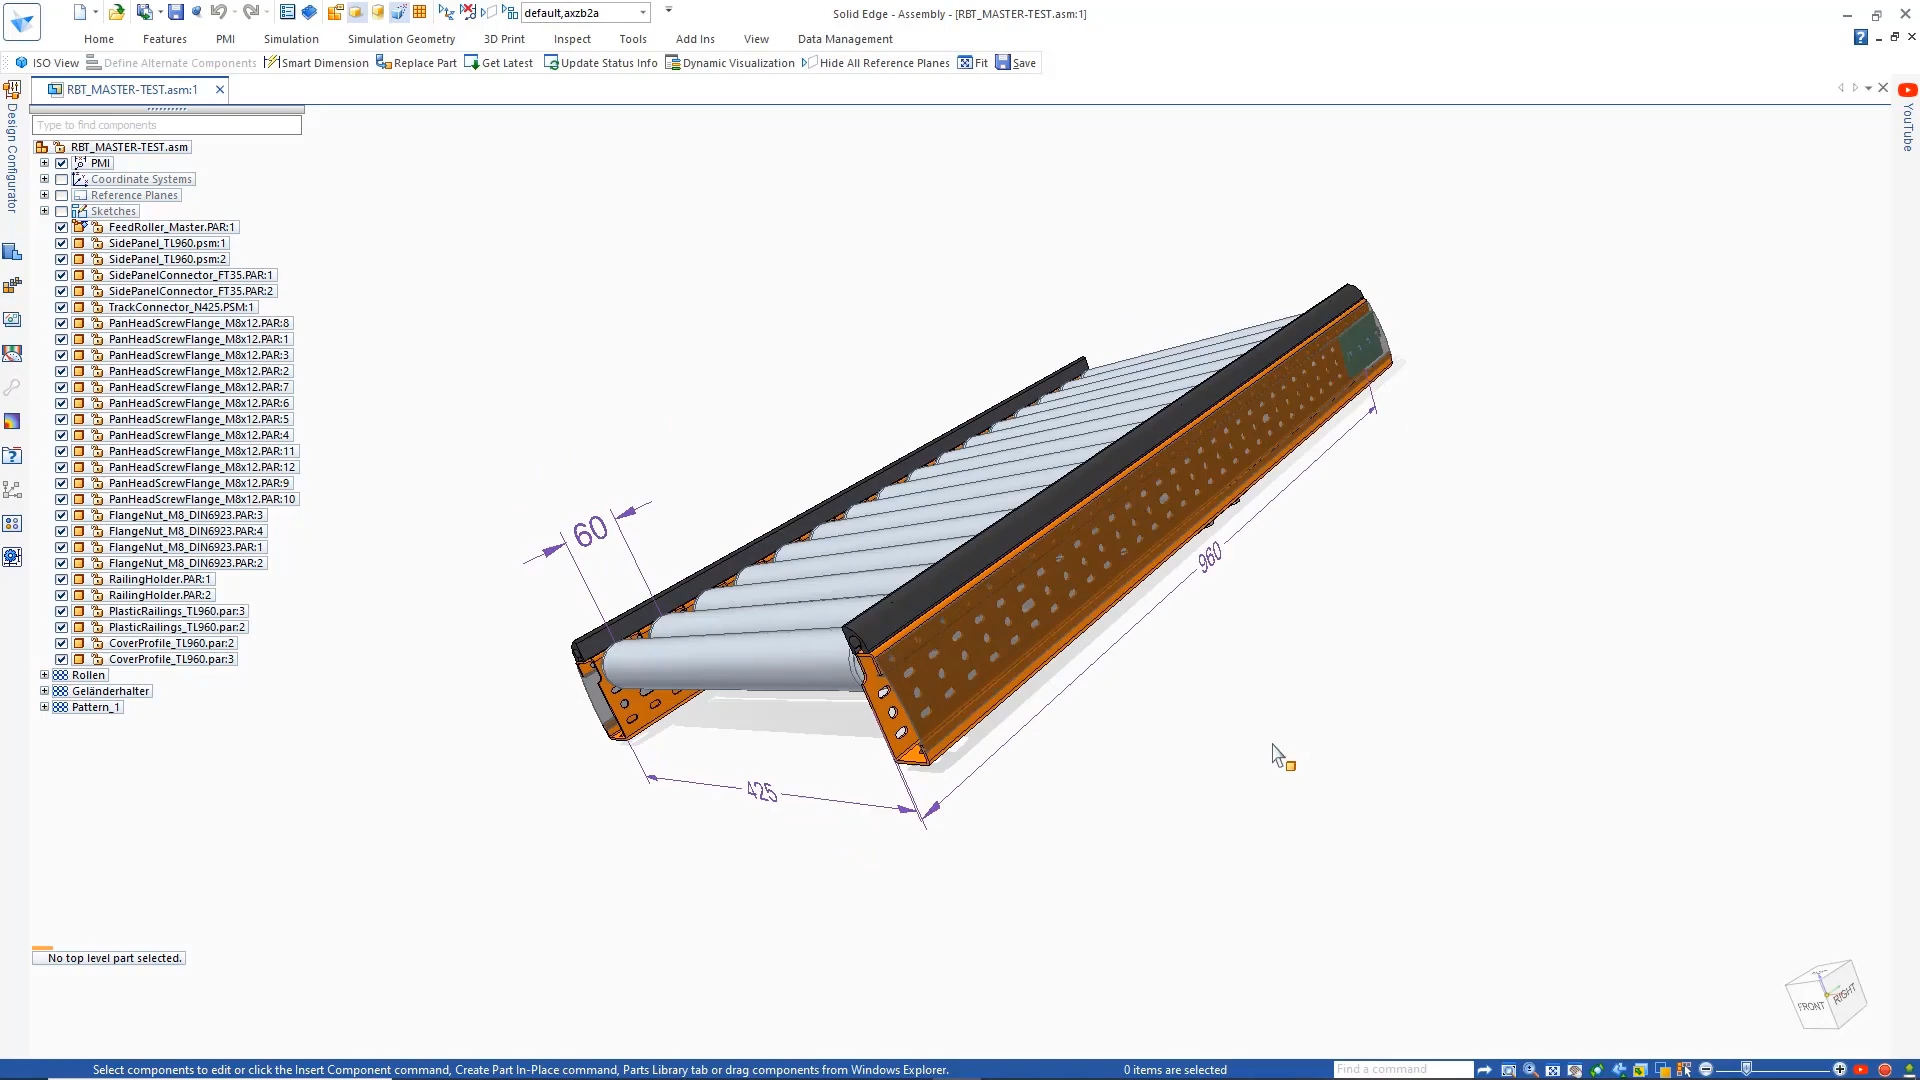 default,axzb2a
Solid Edge - Assembly - [RBT_MASTER-TEST.asm:1]
Home Features PMI Simulation Simulation Geometry 3D Print Inspect Tools Add Ins View Data Management
ISO View Define Alternate Components Smart Dimension Replace Part Get Latest Update Status Info Dynamic Visualization Hide All Reference Planes Fit Save
RBT_MASTER-TEST.asm:1
Design Configurator
YouTube
Type to find components
RBT_MASTER-TEST.asm
PMI
Coordinate Systems
Reference Planes
Sketches
FeedRoller_Master.PAR:1
SidePanel_TL960.psm:1
SidePanel_TL960.psm:2
SidePanelConnector_FT35.PAR:1
SidePanelConnector_FT35.PAR:2
TrackConnector_N425.PSM:1
PanHeadScrewFlange_M8x12.PAR:8
PanHeadScrewFlange_M8x12.PAR:1
PanHeadScrewFlange_M8x12.PAR:3
PanHeadScrewFlange_M8x12.PAR:2
PanHeadScrewFlange_M8x12.PAR:7
PanHeadScrewFlange_M8x12.PAR:6
PanHeadScrewFlange_M8x12.PAR:5
PanHeadScrewFlange_M8x12.PAR:4
PanHeadScrewFlange_M8x12.PAR:11
PanHeadScrewFlange_M8x12.PAR:12
PanHeadScrewFlange_M8x12.PAR:9
PanHeadScrewFlange_M8x12.PAR:10
FlangeNut_M8_DIN6923.PAR:3
FlangeNut_M8_DIN6923.PAR:4
FlangeNut_M8_DIN6923.PAR:1
FlangeNut_M8_DIN6923.PAR:2
RailingHolder.PAR:1
RailingHolder.PAR:2
PlasticRailings_TL960.par:3
PlasticRailings_TL960.par:2
CoverProfile_TL960.par:2
CoverProfile_TL960.par:3
Rollen
Geländerhalter
Pattern_1
60
960
425
No top level part selected.
FRONT
RIGHT
Select components to edit or click the Insert Component command, Create Part In-Place command, Parts Library tab or drag components from Windows Explorer.
0 items are selected
Find a command